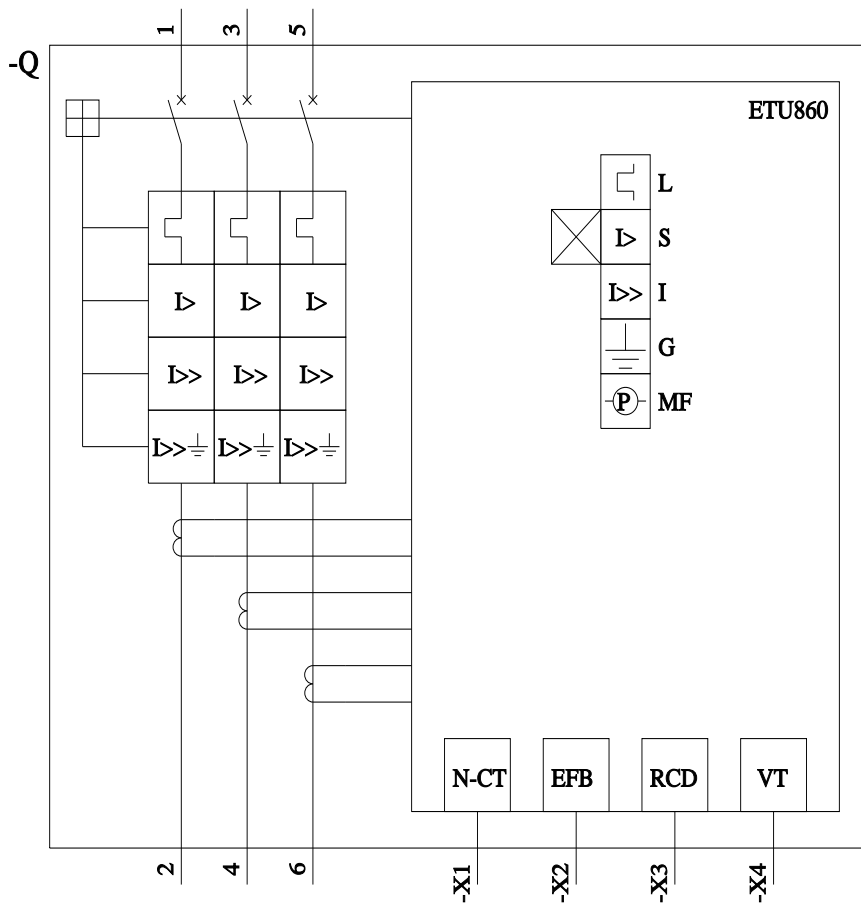 1 3 5
-Q
ETU860
L
I> I> I> I> S
I>> I>> I>> I>> I
G
P MF
I>> I>> I>>
N-CT EFB RCD VT
2 4 6 -X1 -X2 -X3 -X4